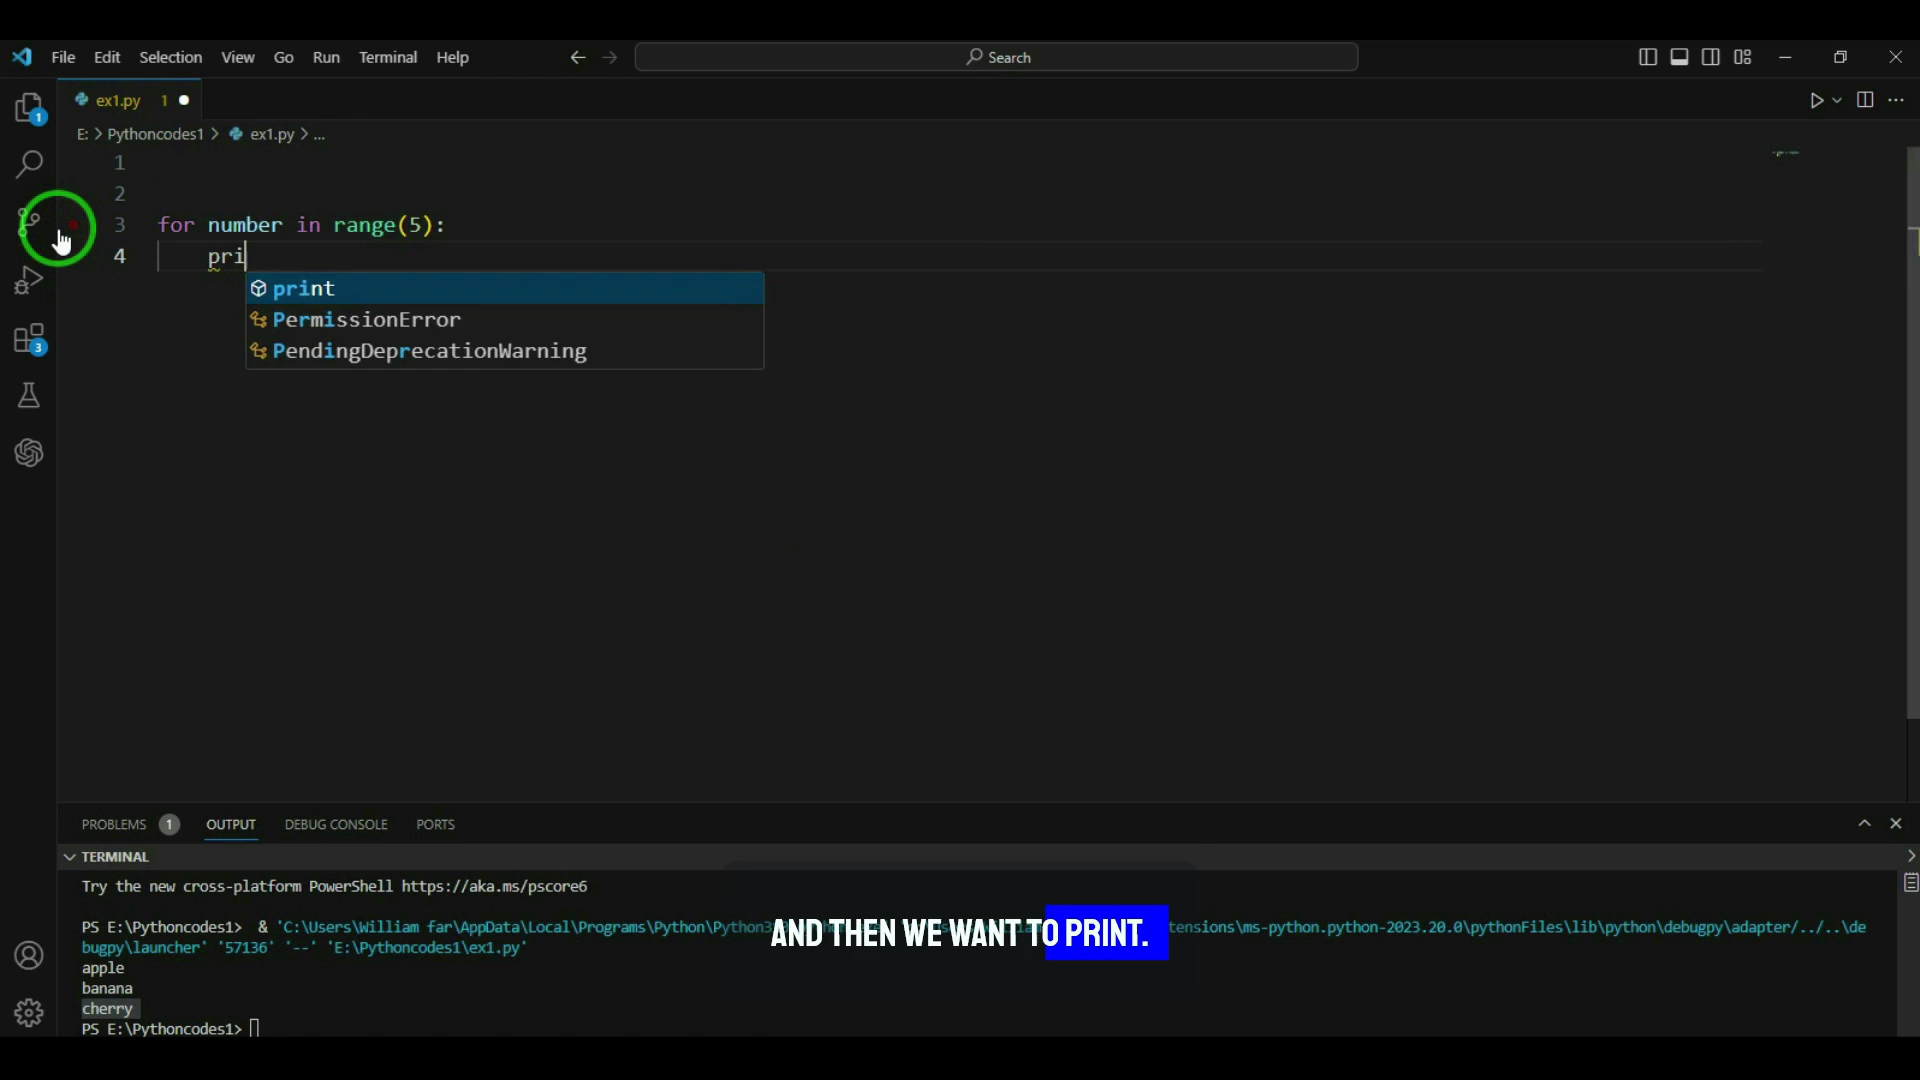 File Edit Selection View Go Run Terminal Help
Search
ex1.py 1
E: > Pythoncodes1 > ex1.py > ...
1
2
3 for number in range(5):
4 pri
print
PermissionError
PendingDeprecationWarning
1
3
PROBLEMS 1 OUTPUT DEBUG CONSOLE PORTS
TERMINAL
Try the new cross-platform PowerShell https://aka.ms/pscore6
PS E:\Pythoncodes1> & 'C:\Users\William far\AppData\Local\Programs\Python\ tensions\ms-python.python-2023.20.0\pythonFiles\lib\python\debugpy\adapter/../..\de
bugpy\launcher' '57136' '--' 'E:\Pythoncodes1\ex1.py'
AND THEN WE WANT TO PRINT.
apple
banana
cherry
PS E:\Pythoncodes1>